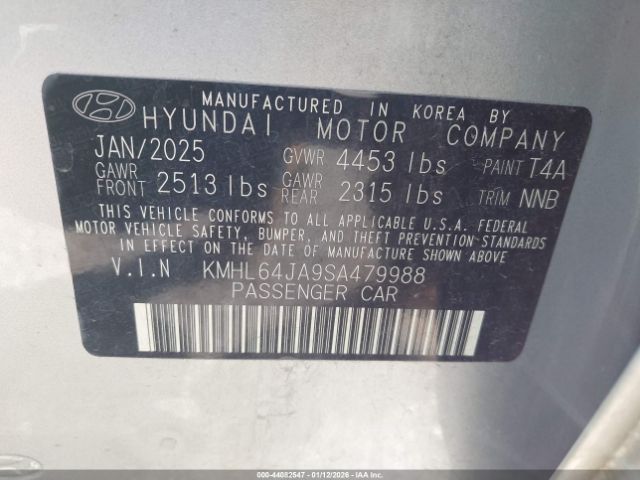 MANUFACTURED IN KOREA BY
HYUNDAI MOTOR COMPANY
JAN/2025 GVWR 4453 lbs PAINT T4A
GAWR FRONT 2513 lbs GAWR REAR 2315 lbs TRIM NNB
THIS VEHICLE CONFORMS TO ALL APPLICABLE U.S.A. FEDERAL
MOTOR VEHICLE SAFETY, BUMPER, AND THEFT PREVENTION STANDARDS
IN EFFECT ON THE DATE OF MANUFACTURE SHOWN ABOVE
V.I.N KMHL64JA9SA479988
PASSENGER CAR
000-44082547 - 01/12/2026 - IAAI